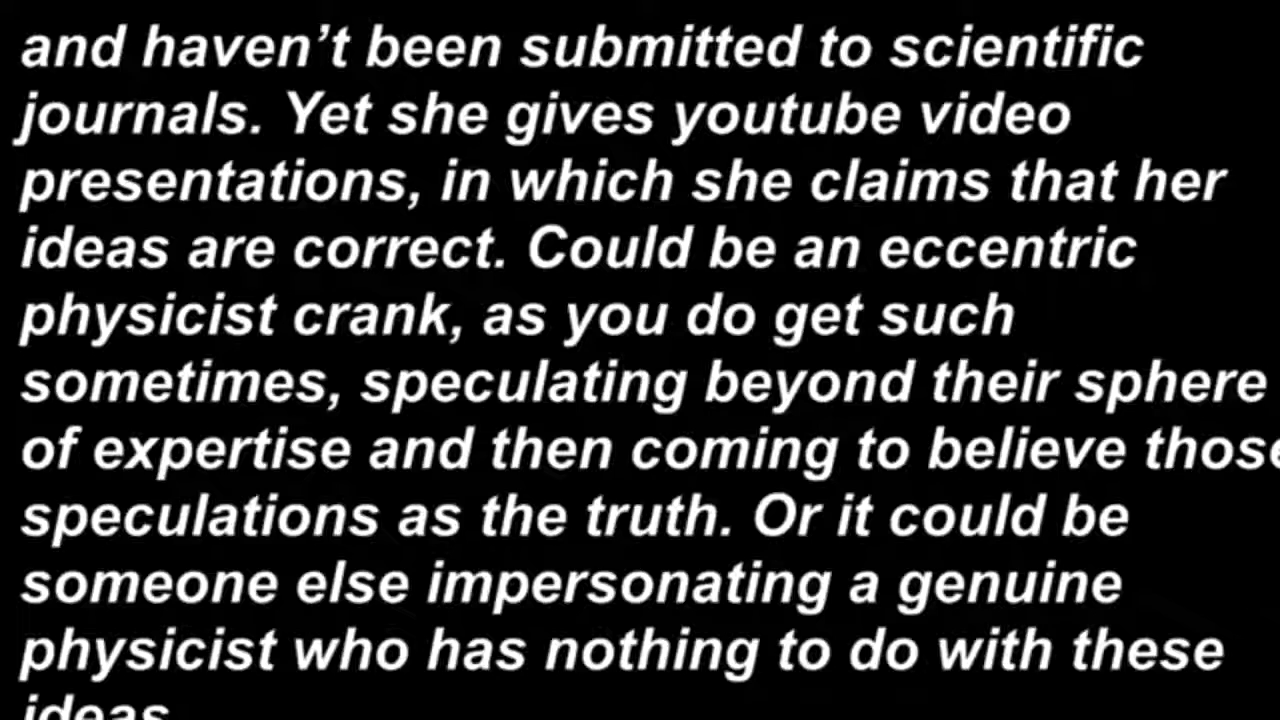 and haven’t been submitted to scientific
journals. Yet she gives youtube video
presentations, in which she claims that her
ideas are correct. Could be an eccentric
physicist crank, as you do get such
sometimes, speculating beyond their sphere
of expertise and then coming to believe those
speculations as the truth. Or it could be
someone else impersonating a genuine
physicist who has nothing to do with these
ideas